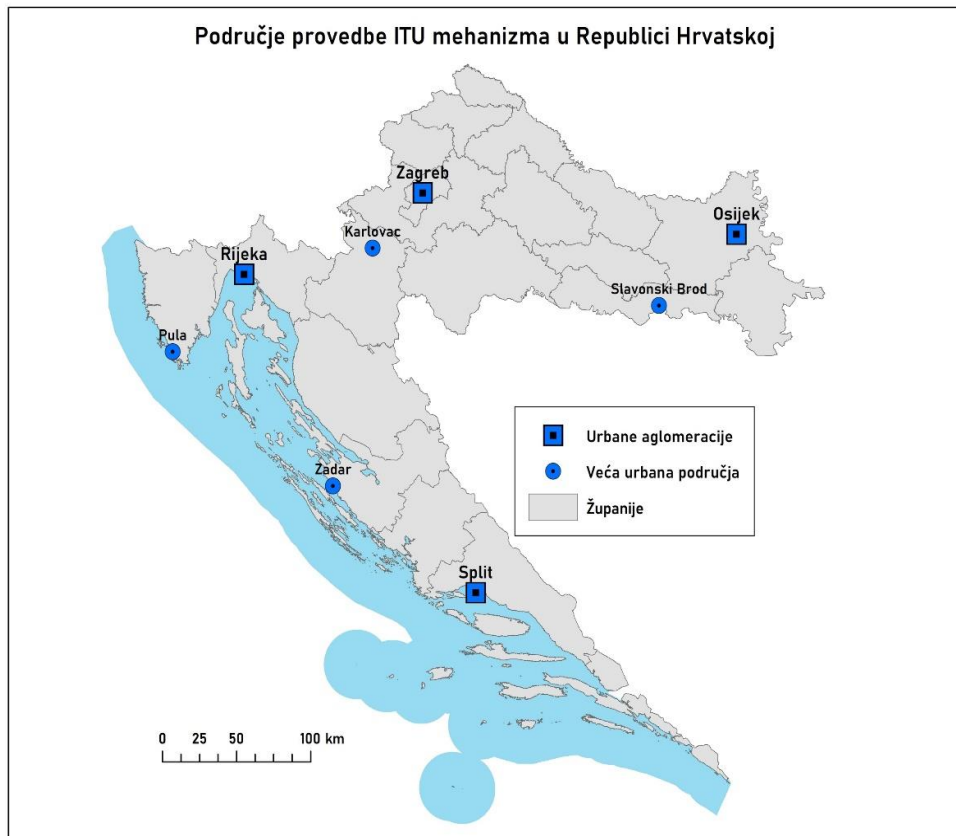 Područje provedbe ITU mehanizma u Republici Hrvatskoj
Zagreb
Osijek
Karlovac
Rijeka
Slavonski Brod
Pula
Zadar
Split
Urbane aglomeracije
Veća urbana područja
Županije
0 25 50 100 km